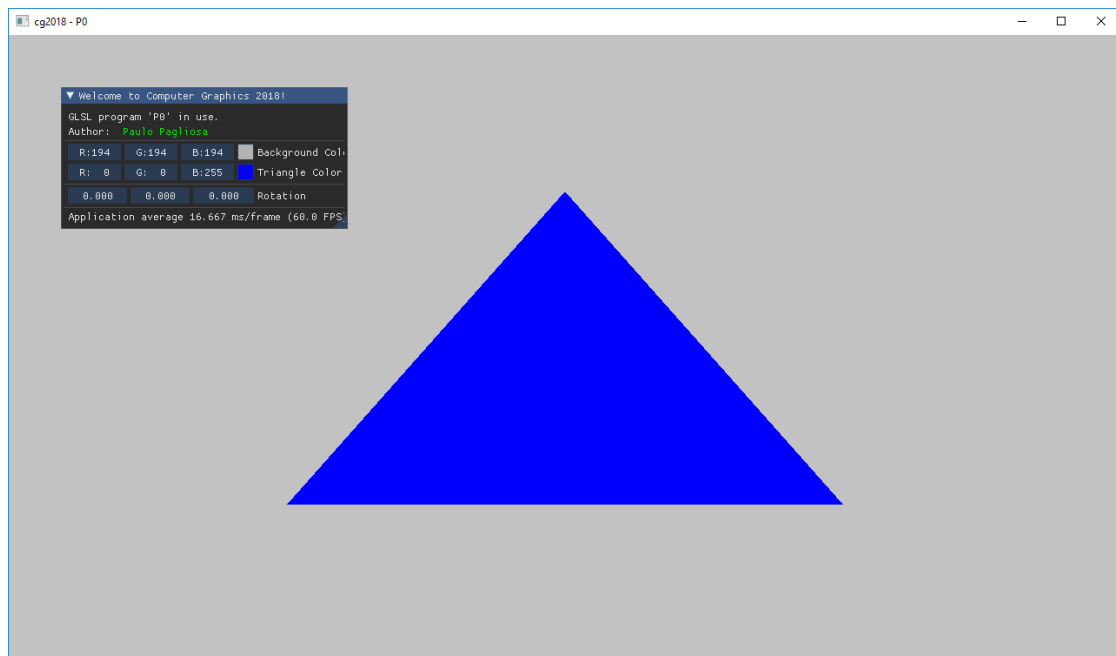 cg2018 - P0
Welcome to Computer Graphics 2018!
GLSL program 'P0' in use.
Author: Paulo Pagliosa
R:194 G:194 B:194 Background Col
R: 0 G: 0 B:255 Triangle Color
0.000 0.000 0.000 Rotation
Application average 16.667 ms/frame (60.0 FPS)